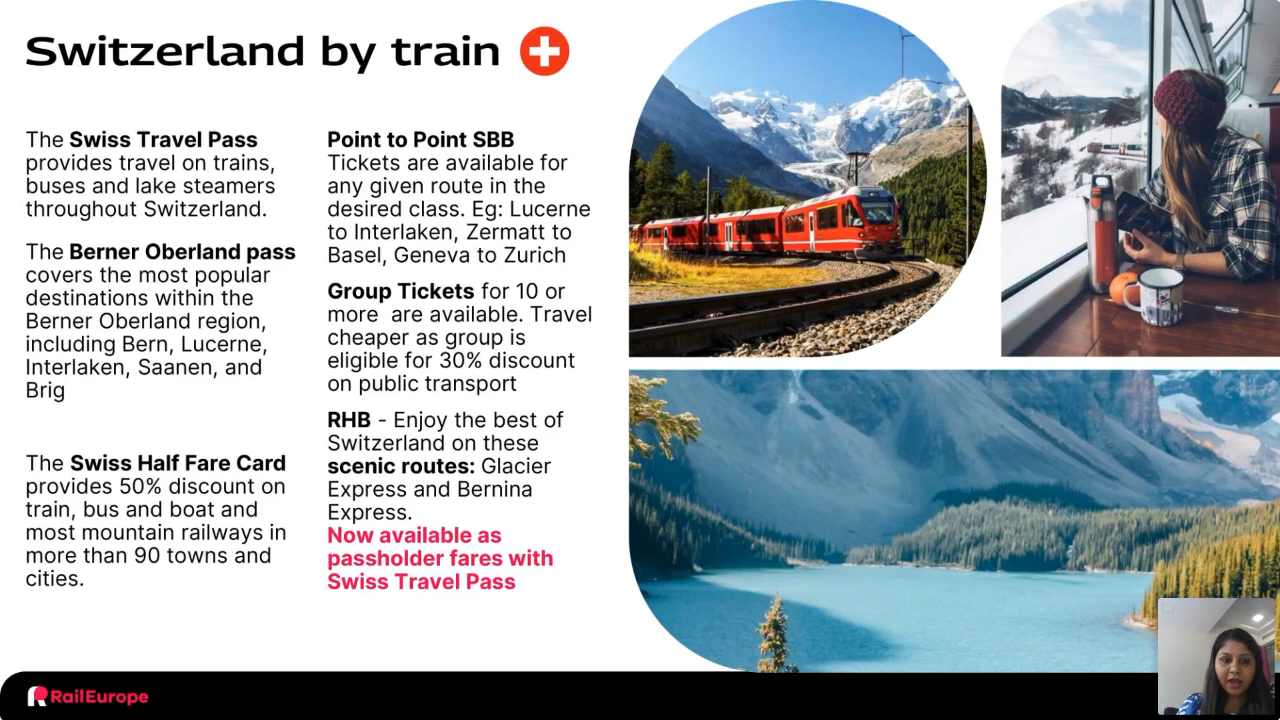 Switzerland by train
The Swiss Travel Pass
provides travel on trains,
buses and lake steamers
throughout Switzerland.
The Berner Oberland pass
covers the most popular
destinations within the
Berner Oberland region,
including Bern, Lucerne,
Interlaken, Saanen, and
Brig
The Swiss Half Fare Card
provides 50% discount on
train, bus and boat and
most mountain railways in
more than 90 towns and
cities.
Point to Point SBB
Tickets are available for
any given route in the
desired class. Eg: Lucerne
to Interlaken, Zermatt to
Basel, Geneva to Zurich
Group Tickets for 10 or
more  are available. Travel
cheaper as group is
eligible for 30% discount
on public transport
RHB - Enjoy the best of
Switzerland on these
scenic routes: Glacier
Express and Bernina
Express.
Now available as
passholder fares with
Swiss Travel Pass
RailEurope